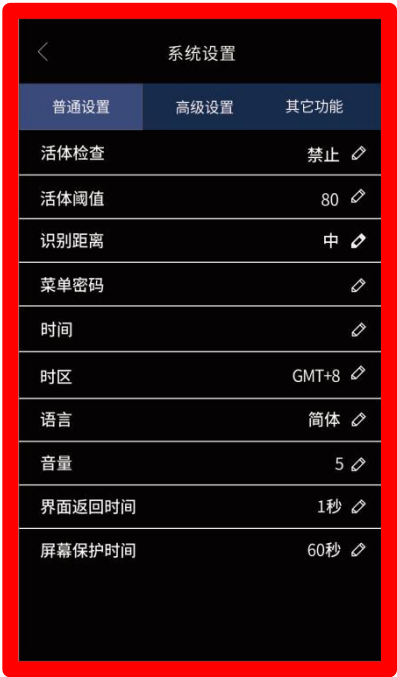 系统设置
普通设置 高级设置 其它功能
活体检查 禁止
活体阈值 80
识别距离 中
菜单密码
时间
时区 GMT+8
语言 简体
音量 5
界面返回时间 1秒
屏幕保护时间 60秒